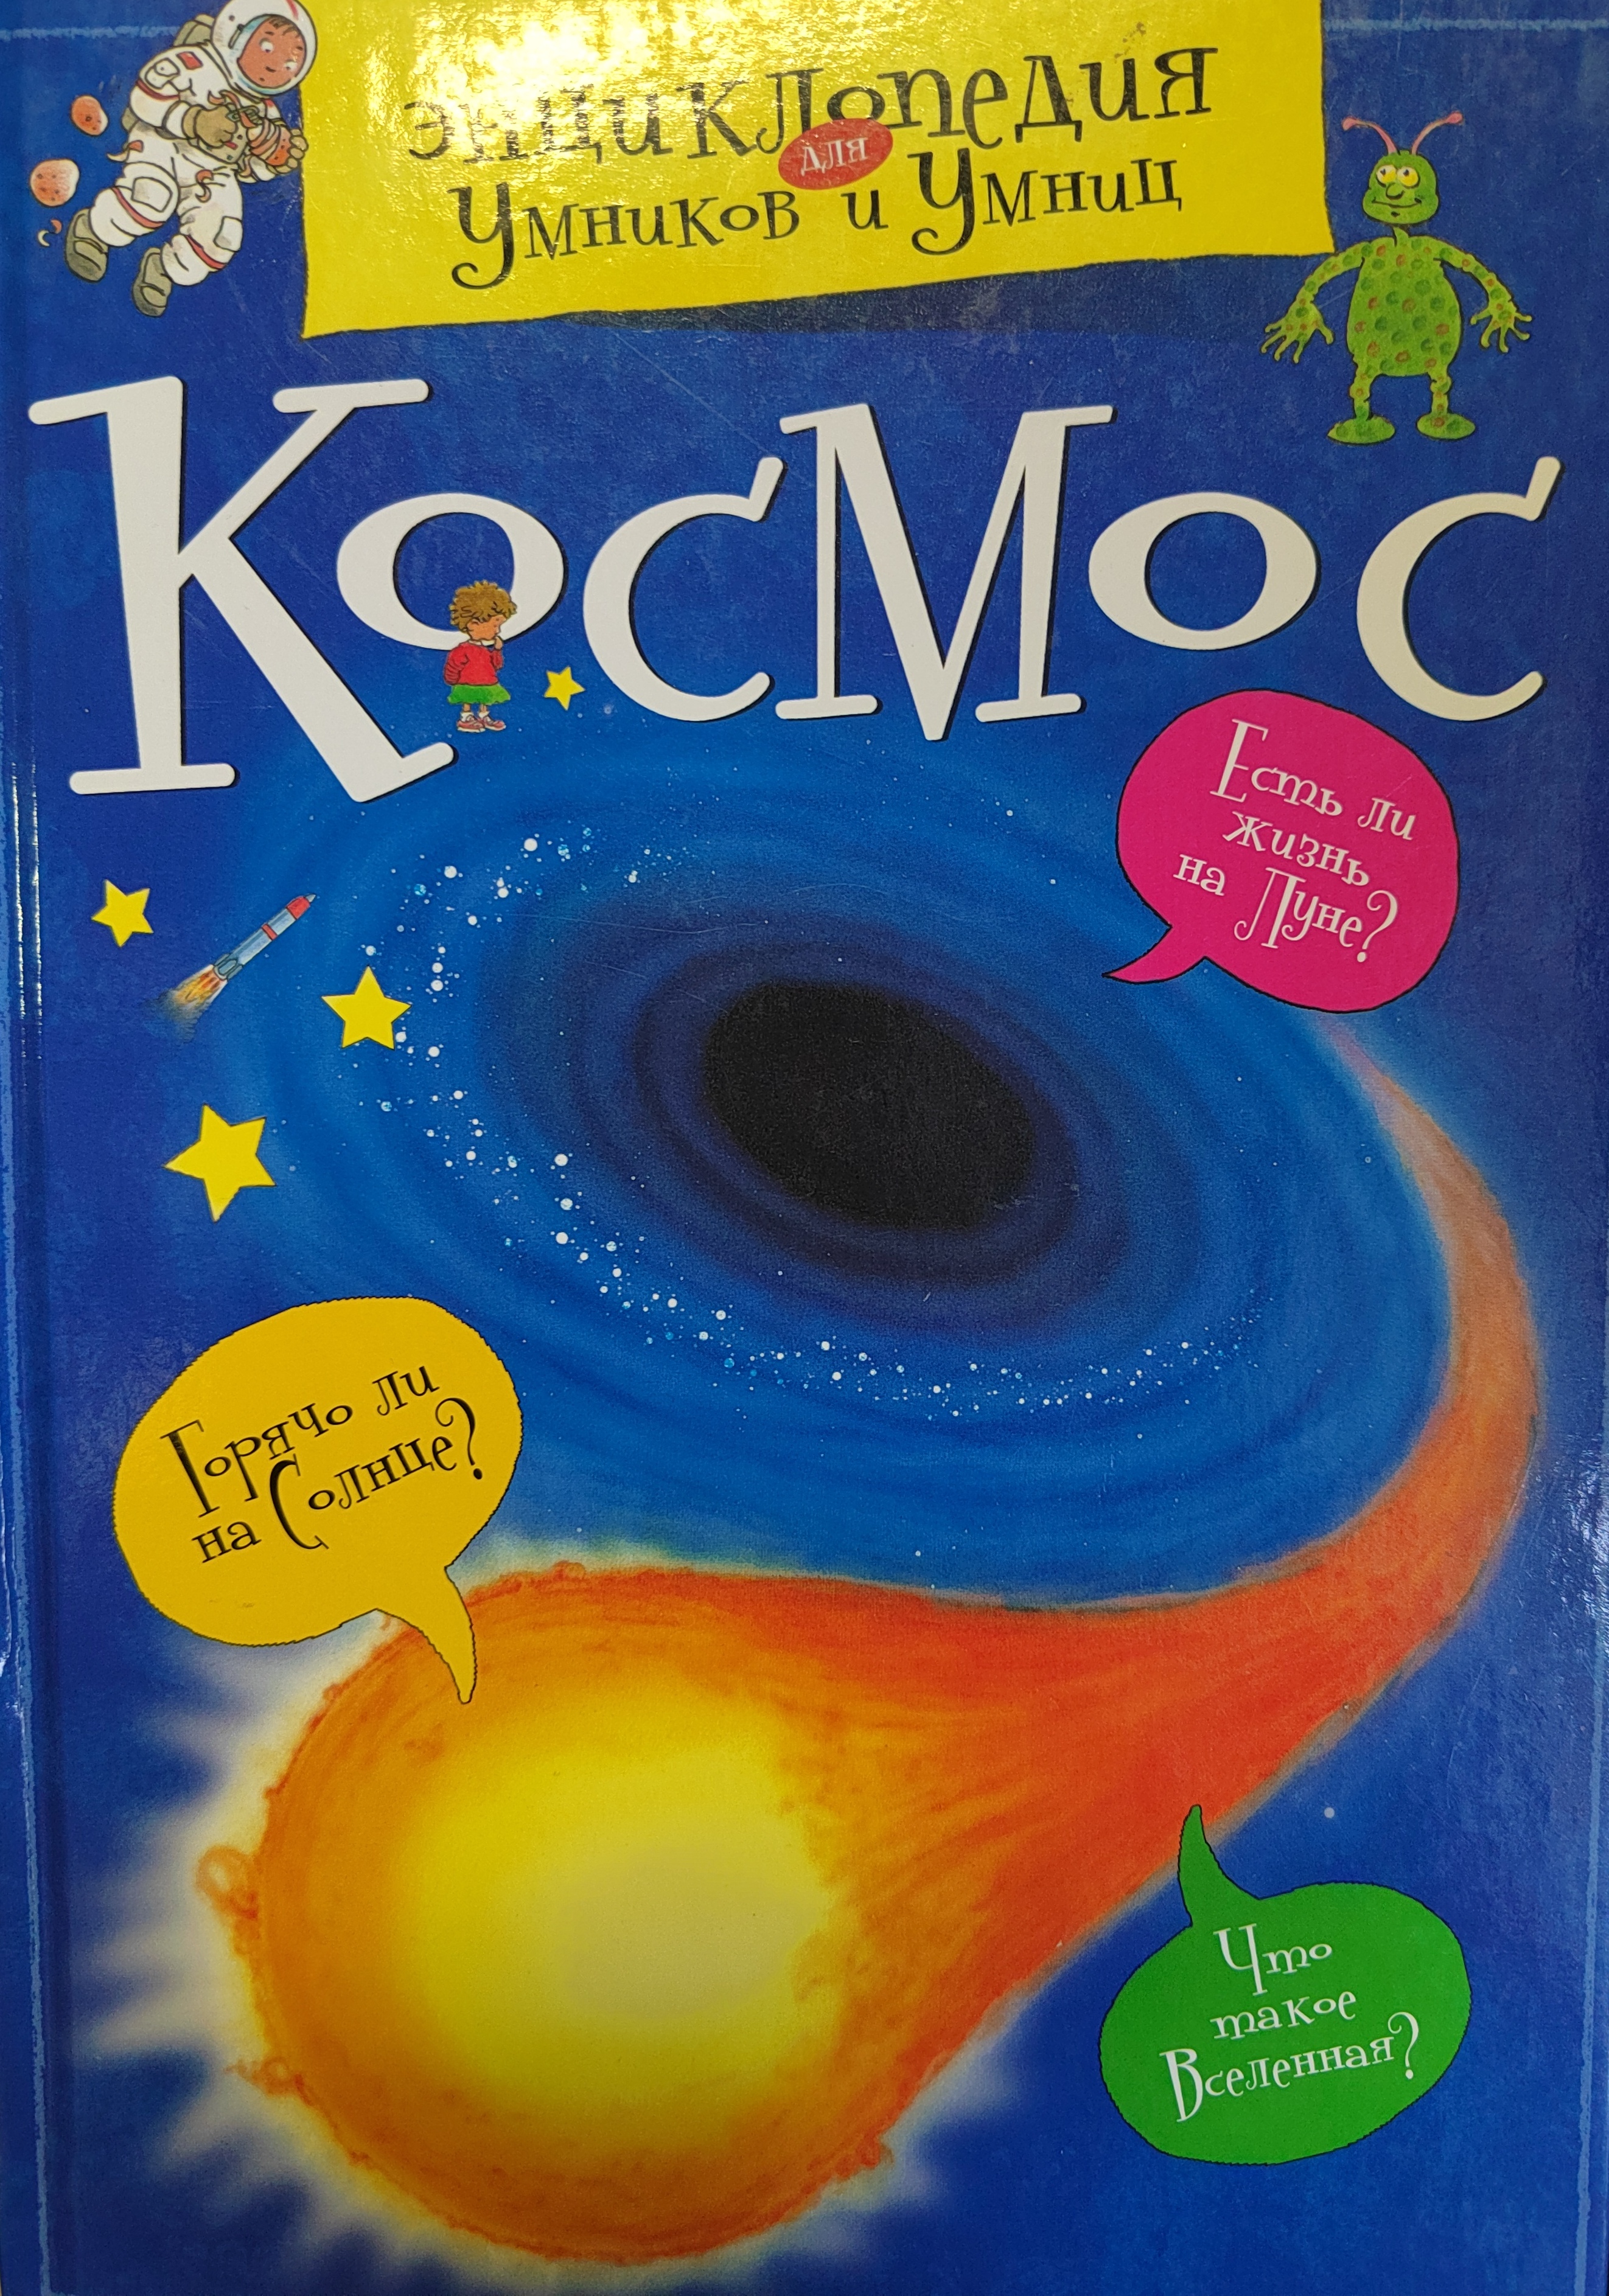 Энциклопедия
для
Умников и Умниц
Космос
Есть ли
жизнь
на Луне?
Горячо ли
на Солнце?
Что
такое
Вселенная?